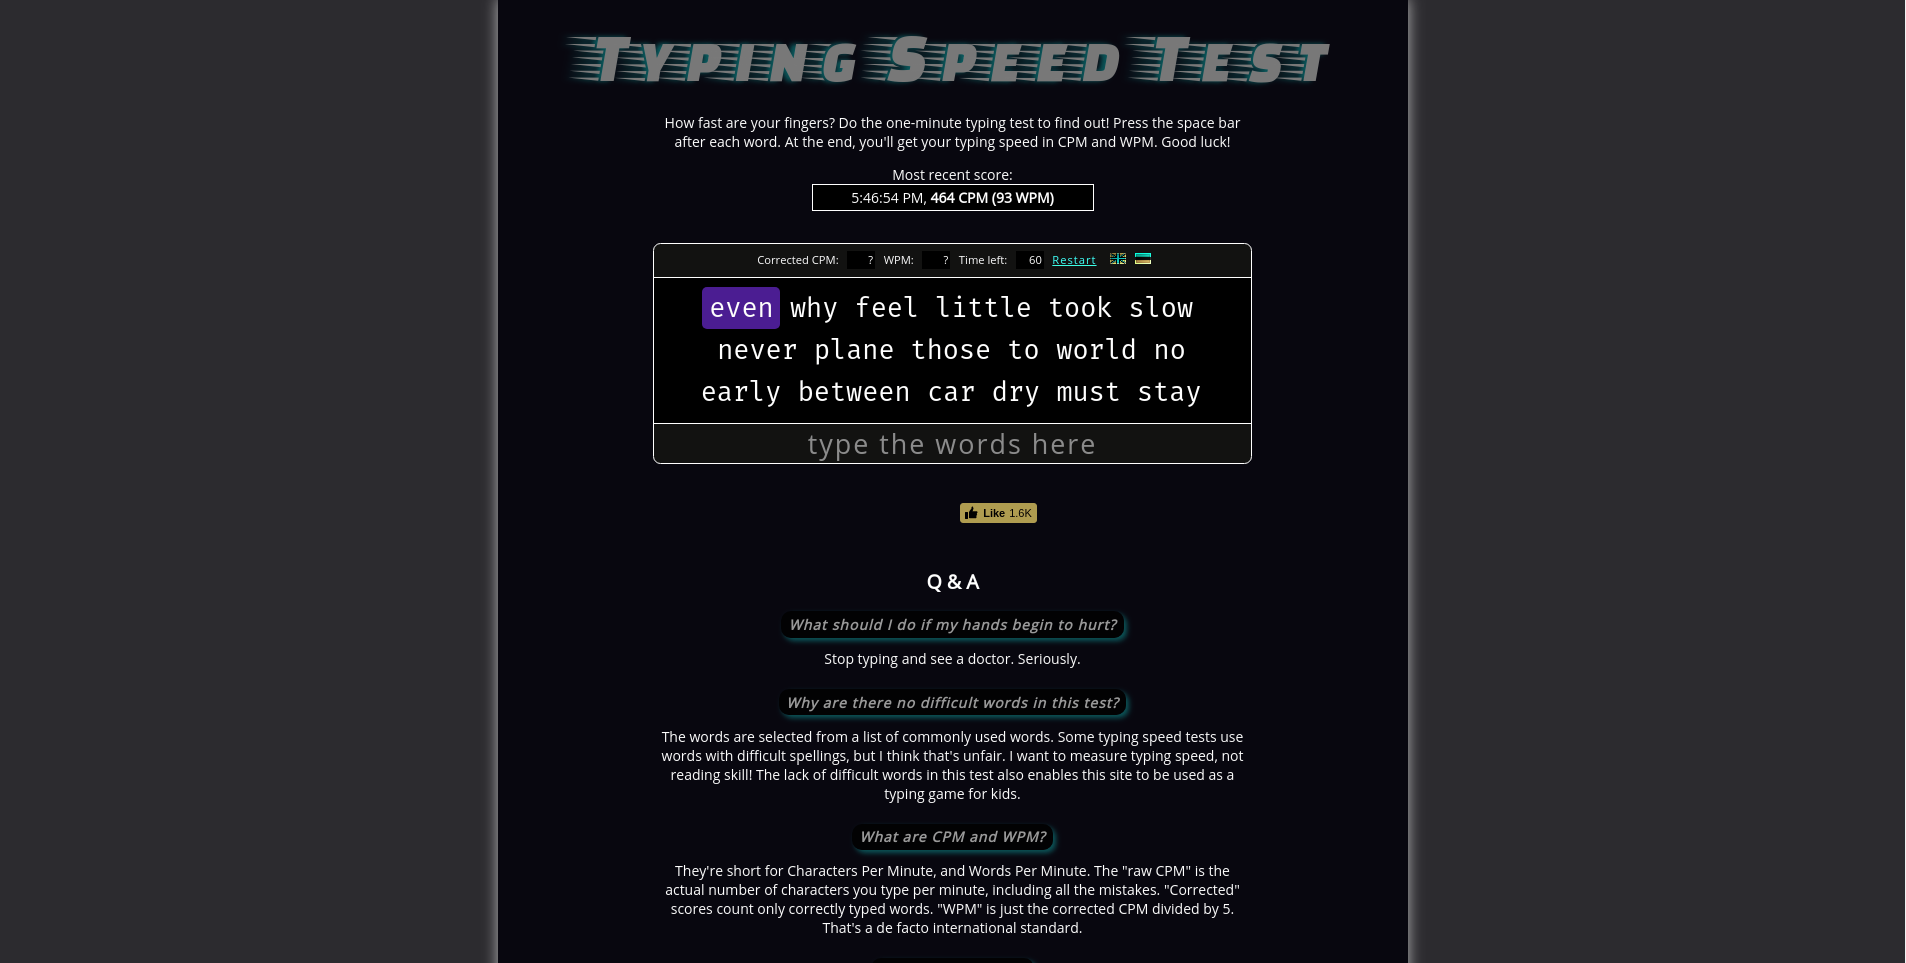 Typing Speed Test
How fast are your fingers? Do the one-minute typing test to find out! Press the space bar
after each word. At the end, you'll get your typing speed in CPM and WPM. Good luck!
Most recent score:
5:46:54 PM, 464 CPM (93 WPM)
Corrected CPM: ? WPM: ? Time left: 60 Restart
even why feel little took slow
never plane those to world no
early between car dry must stay
type the words here
Like 1.6K
Q & A
What should I do if my hands begin to hurt?
Stop typing and see a doctor. Seriously.
Why are there no difficult words in this test?
The words are selected from a list of commonly used words. Some typing speed tests use
words with difficult spellings, but I think that's unfair. I want to measure typing speed, not
reading skill! The lack of difficult words in this test also enables this site to be used as a
typing game for kids.
What are CPM and WPM?
They're short for Characters Per Minute, and Words Per Minute. The "raw CPM" is the
actual number of characters you type per minute, including all the mistakes. "Corrected"
scores count only correctly typed words. "WPM" is just the corrected CPM divided by 5.
That's a de facto international standard.